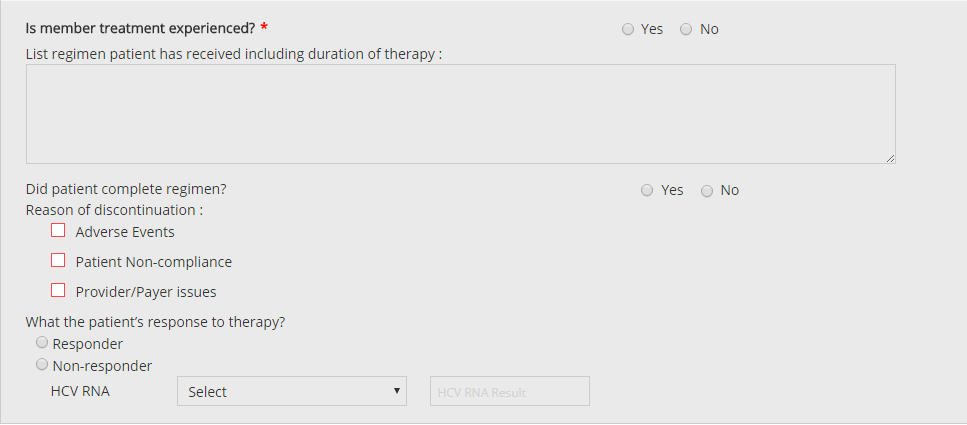 Is member treatment experienced? * Yes No
List regimen patient has received including duration of therapy :
Did patient complete regimen? Yes No
Reason of discontinuation :
Adverse Events
Patient Non-compliance
Provider/Payer issues
What the patient's response to therapy?
Responder
Non-responder
HCV RNA Select HCV RNA Result